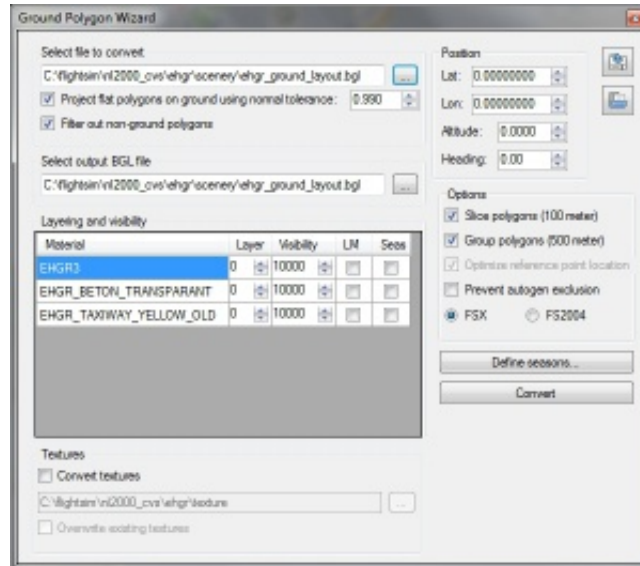 Ground Polygon Wizard
Select file to convert
C:\flightsim\nl2000_cvs\ehgr\scenery\ehgr_ground_layout.bgl
...
Project flat polygons on ground using normal tolerance:
0.990
Filter out non-ground polygons
Select output BGL file
C:\flightsim\nl2000_cvs\ehgr\scenery\ehgr_ground_layout.bgl
...
Layering and visibility
Material Layer Visibility LM Seas
EHGR3 0 10000
EHGR_BETON_TRANSPARANT 0 10000
EHGR_TAXIWAY_YELLOW_OLD 0 10000
Textures
Convert textures
C:\flightsim\nl2000_cvs\ehgr\texture
...
Overwrite existing textures
Position
Lat: 0.00000000
Lon: 0.00000000
Altitude: 0.0000
Heading: 0.00
Options
Slice polygons (100 meter)
Group polygons (500 meter)
Optimize reference point location
Prevent autogen exclusion
FSX FS2004
Define seasons...
Convert